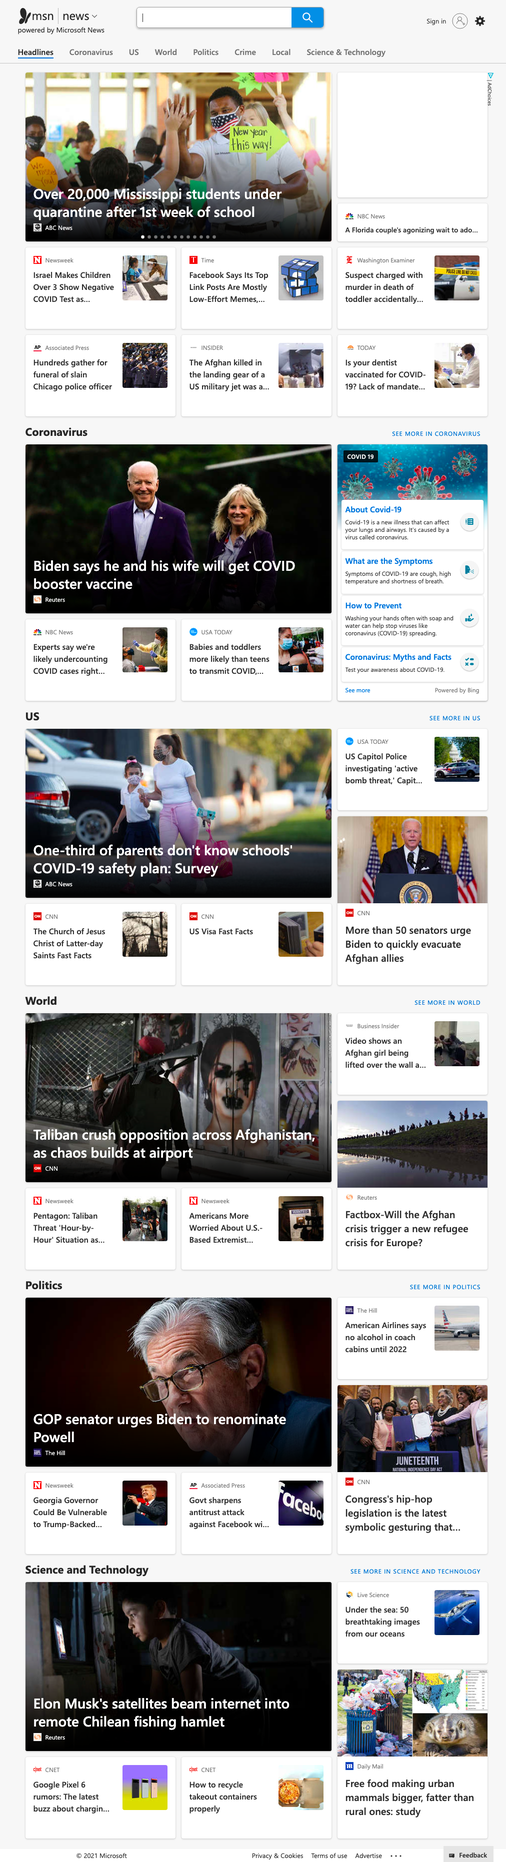 msn | news
powered by Microsoft News
Sign in
Headlines Coronavirus US World Politics Crime Local Science & Technology
New year this way!
Over 20,000 Mississippi students under
quarantine after 1st week of school
ABC News
AdChoices
NBC News
A Florida couple's agonizing wait to ado...
Newsweek
Israel Makes Children
Over 3 Show Negative
COVID Test as...
Time
Facebook Says Its Top
Link Posts Are Mostly
Low-Effort Memes,...
Washington Examiner
Suspect charged with
murder in death of
toddler accidentally...
Associated Press
Hundreds gather for
funeral of slain
Chicago police officer
INSIDER
The Afghan killed in
the landing gear of a
US military jet was a...
TODAY
Is your dentist
vaccinated for COVID-
19? Lack of mandate...
Coronavirus
SEE MORE IN CORONAVIRUS
Biden says he and his wife will get COVID
booster vaccine
Reuters
COVID 19
About Covid-19
Covid-19 is a new illness that can affect
your lungs and airways. It's caused by a
virus called coronavirus.
What are the Symptoms
Symptoms of COVID-19 are cough, high
temperature and shortness of breath.
How to Prevent
Washing your hands often with soap and
water can help stop viruses like
coronavirus (COVID-19) spreading.
Coronavirus: Myths and Facts
Test your awareness about COVID-19.
See more
Powered by Bing
NBC News
Experts say we're
likely undercounting
COVID cases right...
USA TODAY
Babies and toddlers
more likely than teens
to transmit COVID,...
US
SEE MORE IN US
One-third of parents don't know schools'
COVID-19 safety plan: Survey
ABC News
USA TODAY
US Capitol Police
investigating 'active
bomb threat,' Capit...
CNN
More than 50 senators urge
Biden to quickly evacuate
Afghan allies
CNN
The Church of Jesus
Christ of Latter-day
Saints Fast Facts
CNN
US Visa Fast Facts
World
SEE MORE IN WORLD
Taliban crush opposition across Afghanistan,
as chaos builds at airport
CNN
Business Insider
Video shows an
Afghan girl being
lifted over the wall a...
Reuters
Factbox-Will the Afghan
crisis trigger a new refugee
crisis for Europe?
Newsweek
Pentagon: Taliban
Threat 'Hour-by-
Hour' Situation as...
Newsweek
Americans More
Worried About U.S.-
Based Extremist...
Politics
SEE MORE IN POLITICS
GOP senator urges Biden to renominate
Powell
The Hill
The Hill
American Airlines says
no alcohol in coach
cabins until 2022
JUNETEENTH
NATIONAL INDEPENDENCE DAY ACT
CNN
Congress's hip-hop
legislation is the latest
symbolic gesturing that...
Newsweek
Georgia Governor
Could Be Vulnerable
to Trump-Backed...
Associated Press
Govt sharpens
antitrust attack
against Facebook wi...
Facebo
Science and Technology
SEE MORE IN SCIENCE AND TECHNOLOGY
Elon Musk's satellites beam internet into
remote Chilean fishing hamlet
Reuters
Live Science
Under the sea: 50
breathtaking images
from our oceans
Daily Mail
Free food making urban
mammals bigger, fatter than
rural ones: study
CNET
Google Pixel 6
rumors: The latest
buzz about chargin...
CNET
How to recycle
takeout containers
properly
© 2021 Microsoft
Privacy & Cookies Terms of use Advertise ...
Feedback